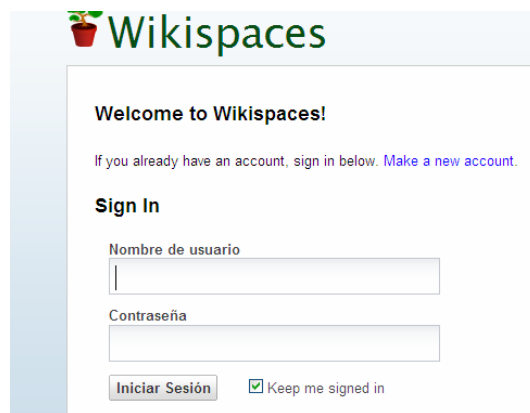 Wikispaces
Welcome to Wikispaces!
If you already have an account, sign in below. Make a new account.
Sign In
Nombre de usuario
Contraseña
Iniciar Sesión Keep me signed in